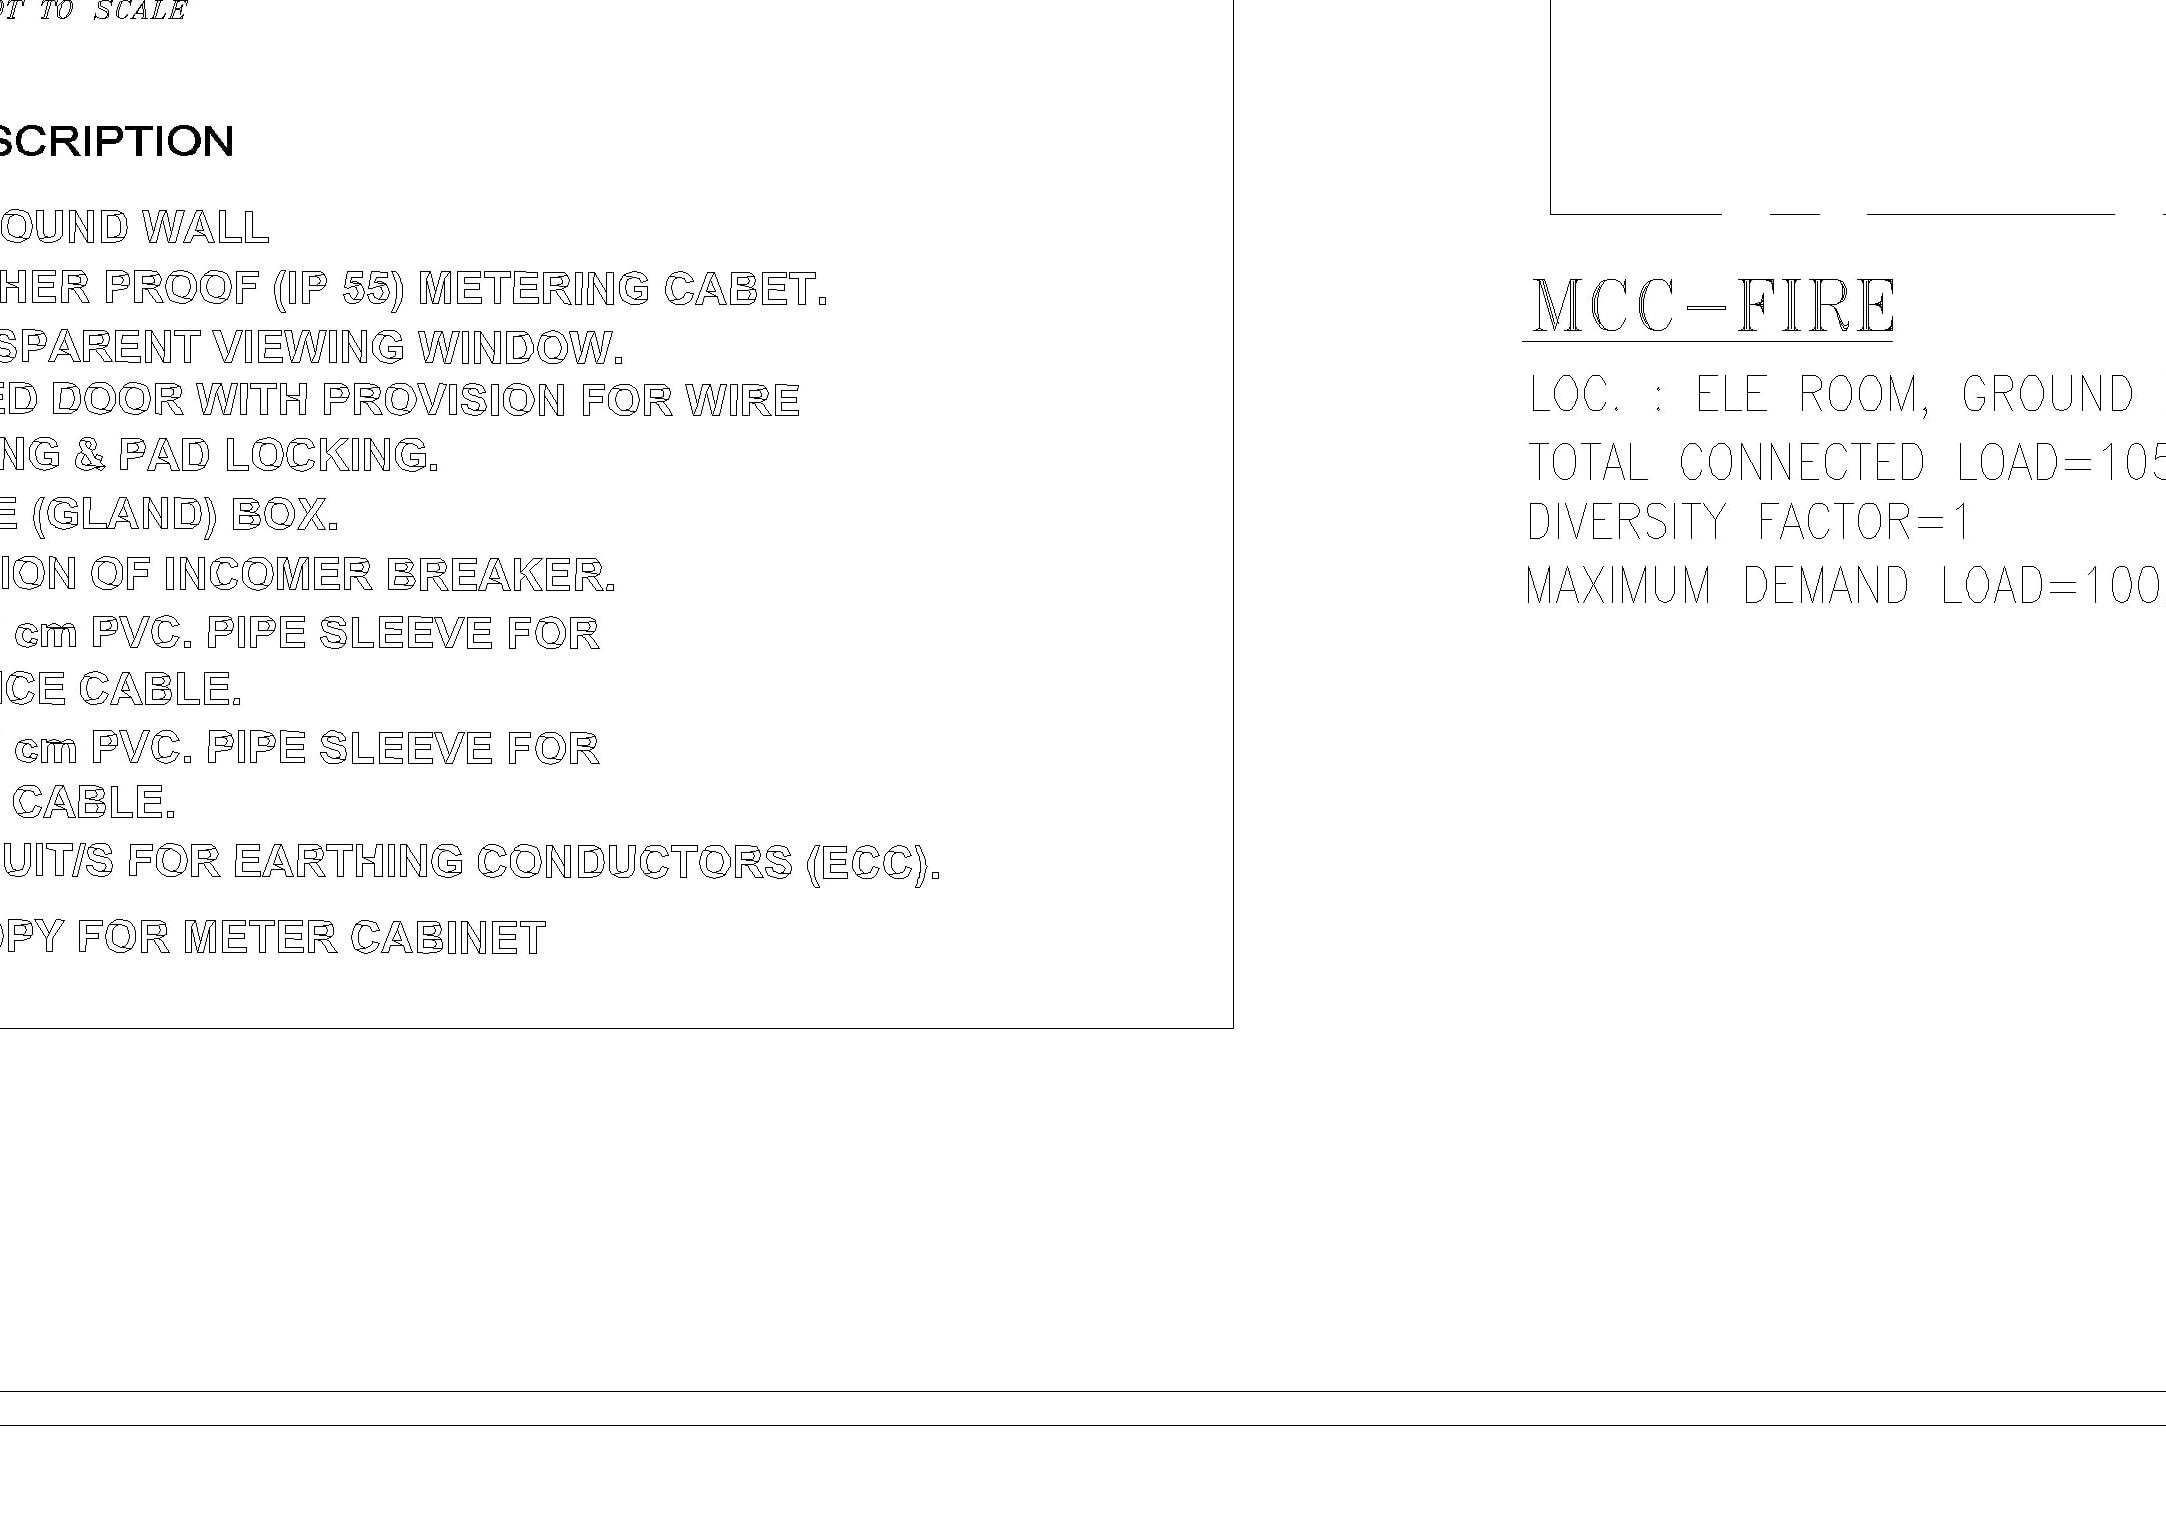 TO SCALE
SCRIPTION
OUND WALL
HER PROOF (IP 55) METERING CABET.
SPARENT VIEWING WINDOW.
ED DOOR WITH PROVISION FOR WIRE
NG & PAD LOCKING.
E (GLAND) BOX.
ION OF INCOMER BREAKER.
cm PVC. PIPE SLEEVE FOR
ICE CABLE.
cm PVC. PIPE SLEEVE FOR
CABLE.
UIT/S FOR EARTHING CONDUCTORS (ECC).
OPY FOR METER CABINET
MCC-FIRE
LOC. : ELE ROOM, GROUND
TOTAL CONNECTED LOAD=105
DIVERSITY FACTOR=1
MAXIMUM DEMAND LOAD=100